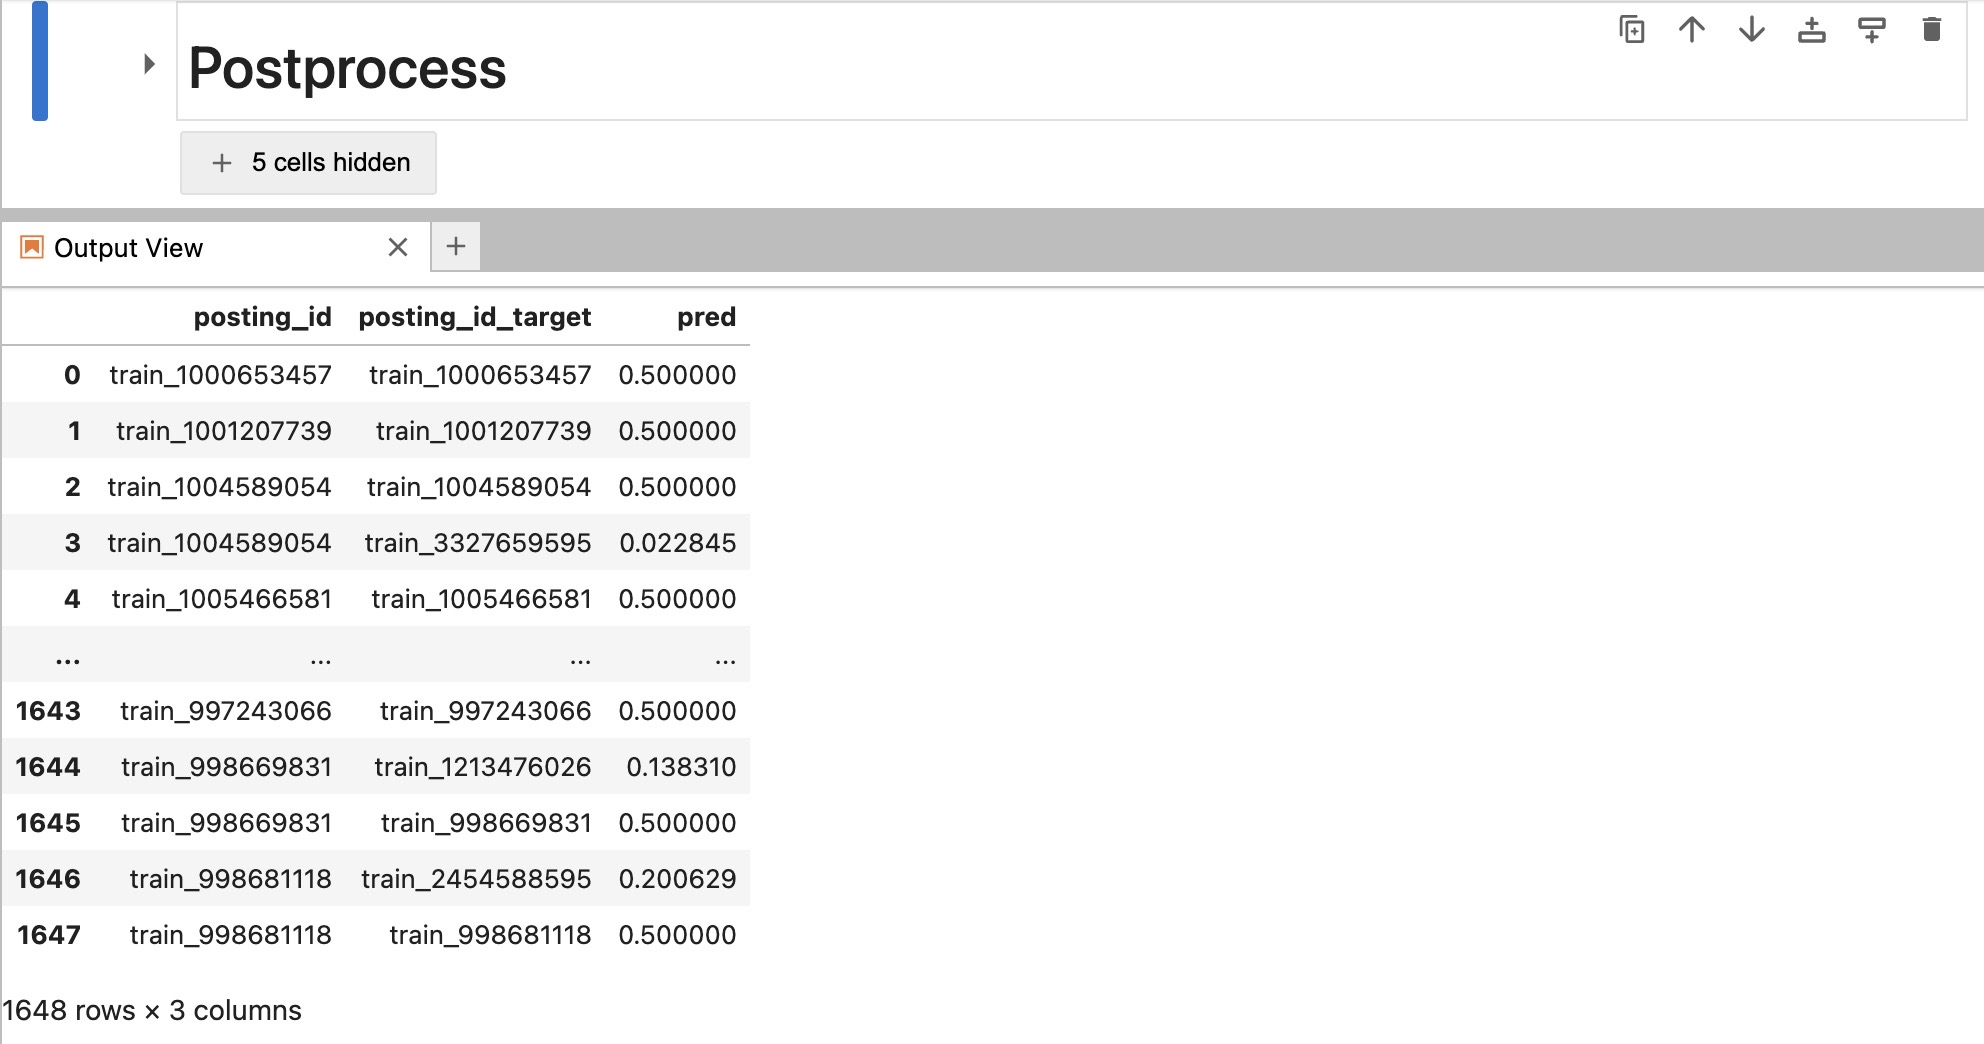 Postprocess
+ 5 cells hidden
Output View
posting_id posting_id_target pred
0 train_1000653457 train_1000653457 0.500000
1 train_1001207739 train_1001207739 0.500000
2 train_1004589054 train_1004589054 0.500000
3 train_1004589054 train_3327659595 0.022845
4 train_1005466581 train_1005466581 0.500000
... ... ... ...
1643 train_997243066 train_997243066 0.500000
1644 train_998669831 train_1213476026 0.138310
1645 train_998669831 train_998669831 0.500000
1646 train_998681118 train_2454588595 0.200629
1647 train_998681118 train_998681118 0.500000
1648 rows × 3 columns